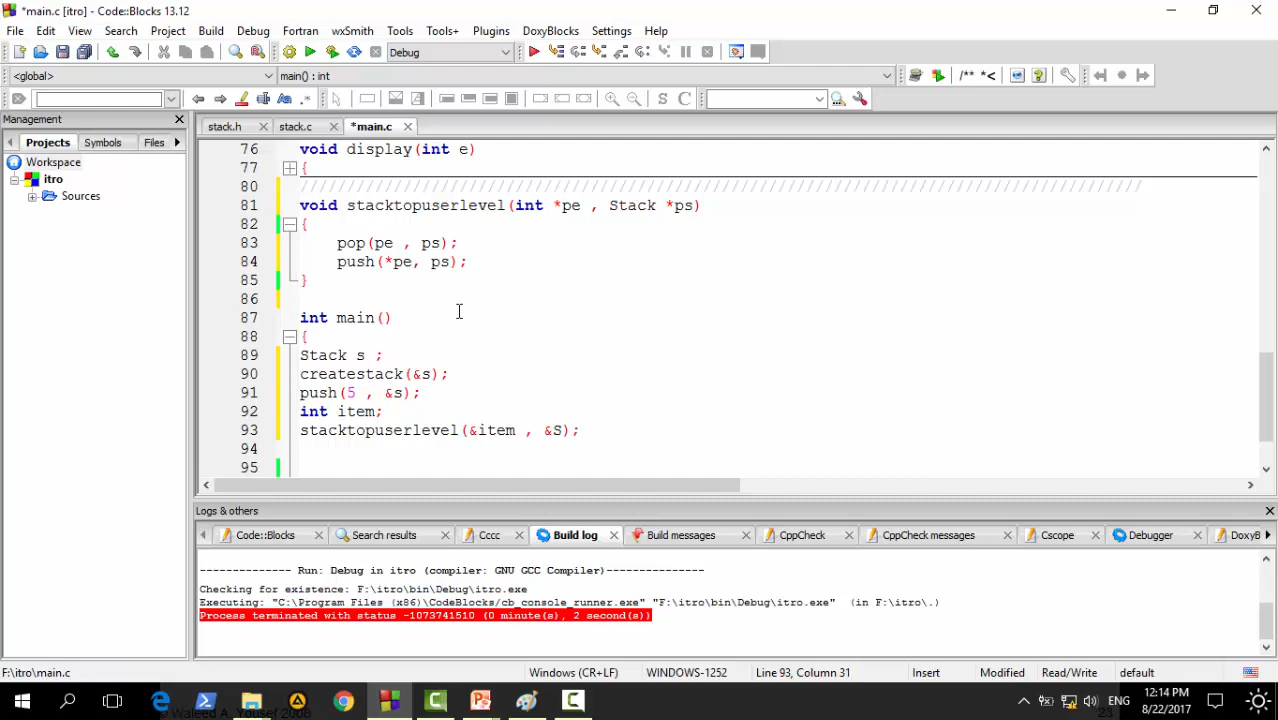 *main.c [itro] - Code::Blocks 13.12
File Edit View Search Project Build Debug Fortran wxSmith Tools Tools+ Plugins DoxyBlocks Settings Help
Debug
<global> main() : int /** *<
Aa .* S C
Management stack.h stack.c *main.c
Projects Symbols Files
Workspace
itro
Sources
76 void display(int e)
77 {
80 ///////////////////////////////////////////////////////////////////////////////////////////
81 void stacktopuserlevel(int *pe , Stack *ps)
82 {
83 pop(pe , ps);
84 push(*pe, ps);
85 }
86
87 int main()
88 {
89 Stack s ;
90 createstack(&s);
91 push(5 , &s);
92 int item;
93 stacktopuserlevel(&item , &S);
94
95
Logs & others
Code::Blocks Search results Cccc Build log Build messages CppCheck CppCheck messages Cscope Debugger DoxyB
-------------- Run: Debug in itro (compiler: GNU GCC Compiler)---------------
Checking for existence: F:\itro\bin\Debug\itro.exe
Executing: "C:\Program Files (x86)\CodeBlocks/cb_console_runner.exe" "F:\itro\bin\Debug\itro.exe" (in F:\itro\.)
Process terminated with status -1073741510 (0 minute(s), 2 second(s))
F:\itro\main.c Windows (CR+LF) WINDOWS-1252 Line 93, Column 31 Insert Modified Read/Write default
ENG 12:14 PM
8/22/2017
s Waleed A. Yousef 2008 23